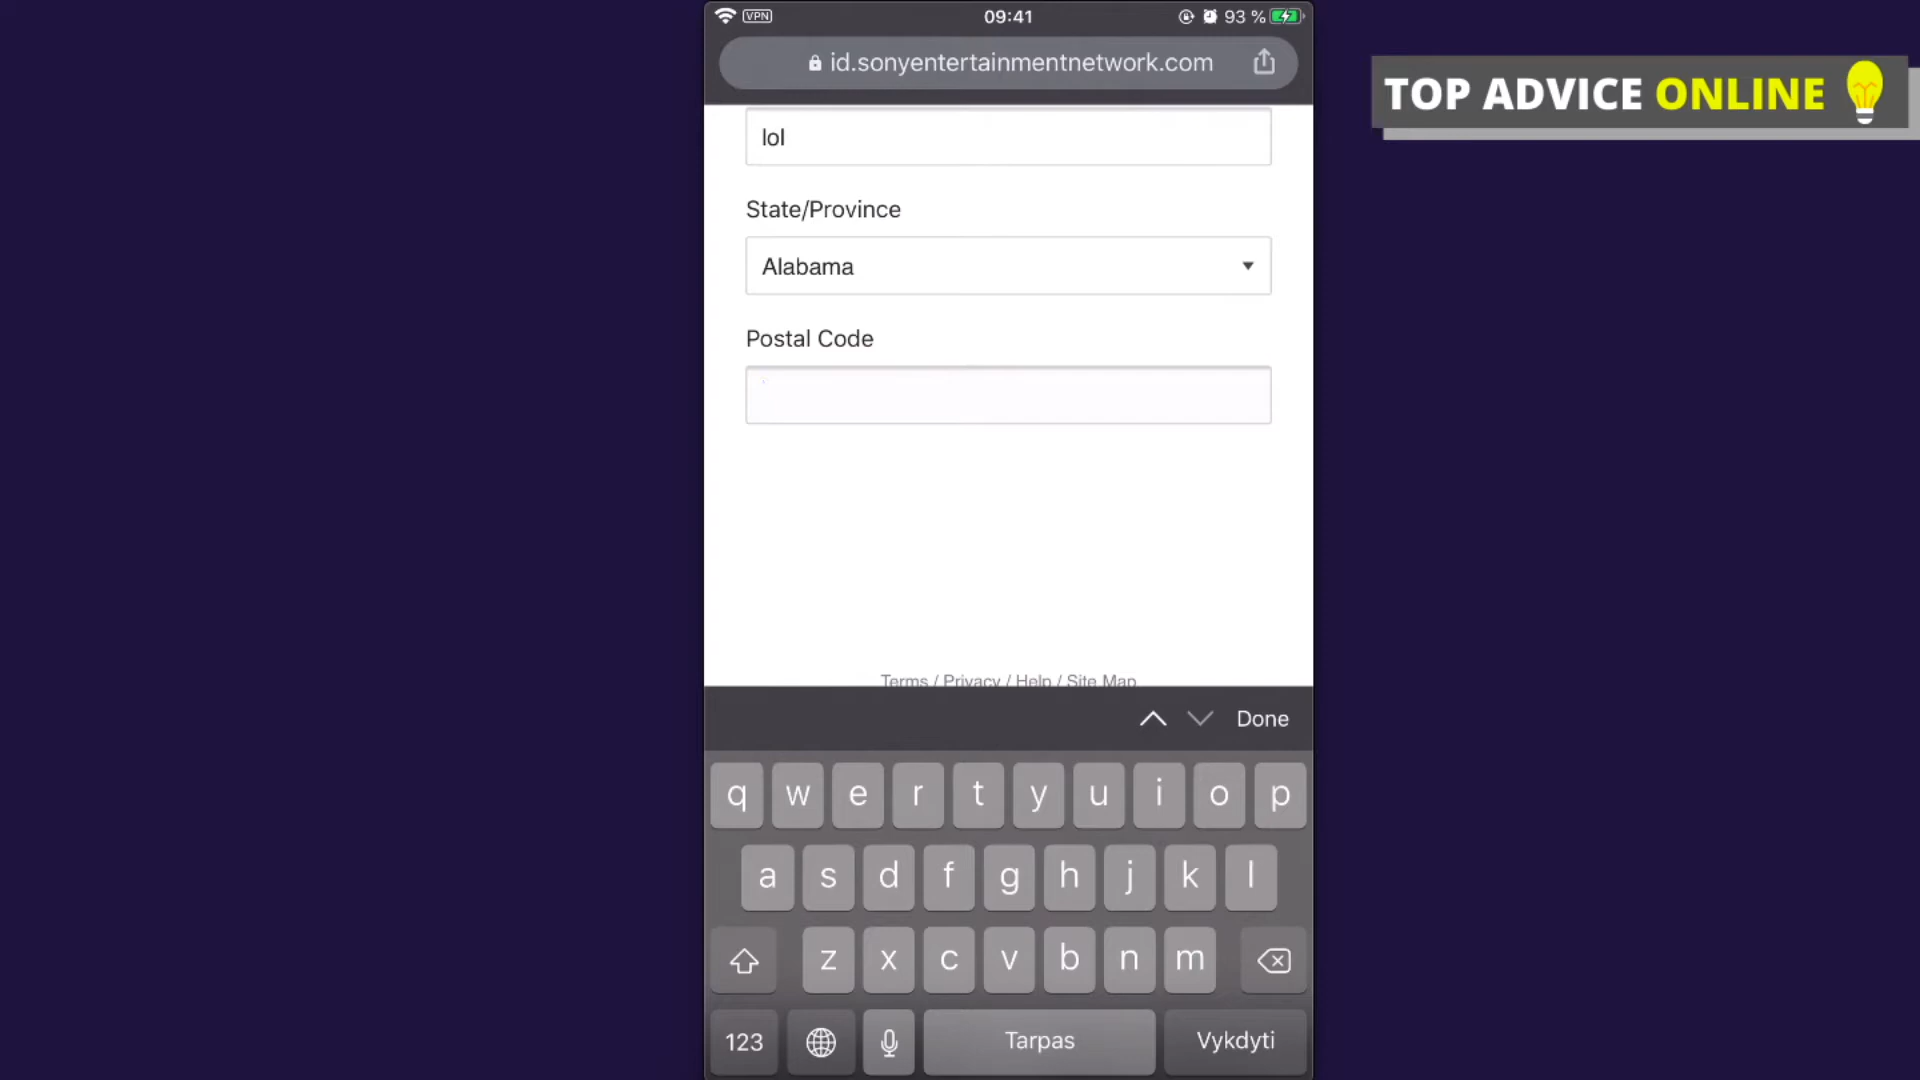 VPN 09:41 93 %
id.sonyentertainmentnetwork.com
TOP ADVICE ONLINE
lol
State/Province
Alabama
Postal Code
Terms / Privacy / Help / Site Map
Done
q w e r t y u i o p
a s d f g h j k l
z x c v b n m
123 Tarpas Vykdyti